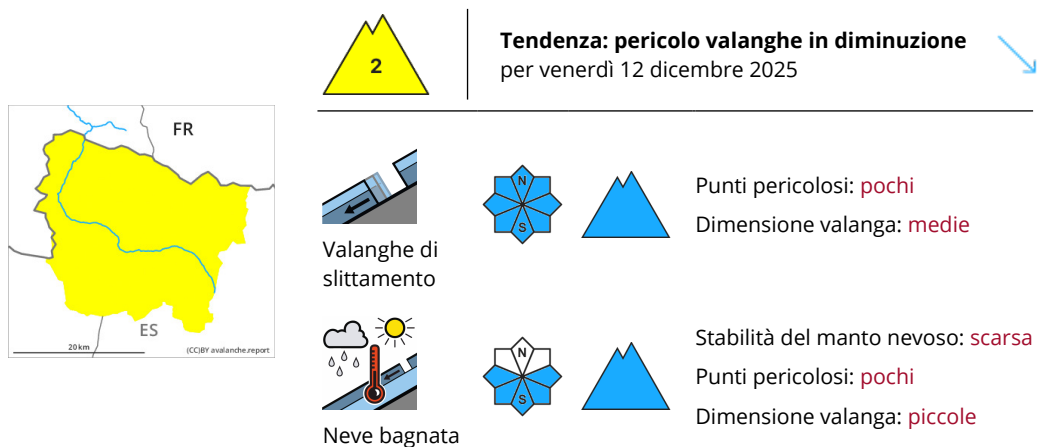 2
Tendenza: pericolo valanghe in diminuzione
per venerdì 12 dicembre 2025
FR
ES
20 km
(CC)BY avalanche.report
N
S
Valanghe di
slittamento
Punti pericolosi: pochi
Dimensione valanga: medie
N
S
Neve bagnata
Stabilità del manto nevoso: scarsa
Punti pericolosi: pochi
Dimensione valanga: piccole